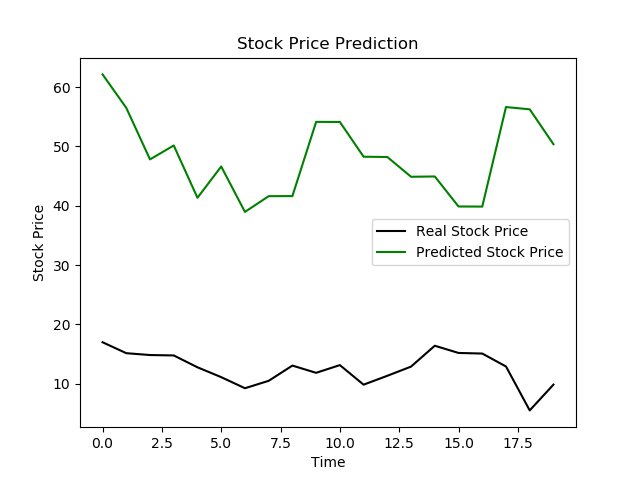 Stock Price Prediction
60
50
40
30
20
10
Stock Price
Real Stock Price
Predicted Stock Price
0.0 2.5 5.0 7.5 10.0 12.5 15.0 17.5
Time